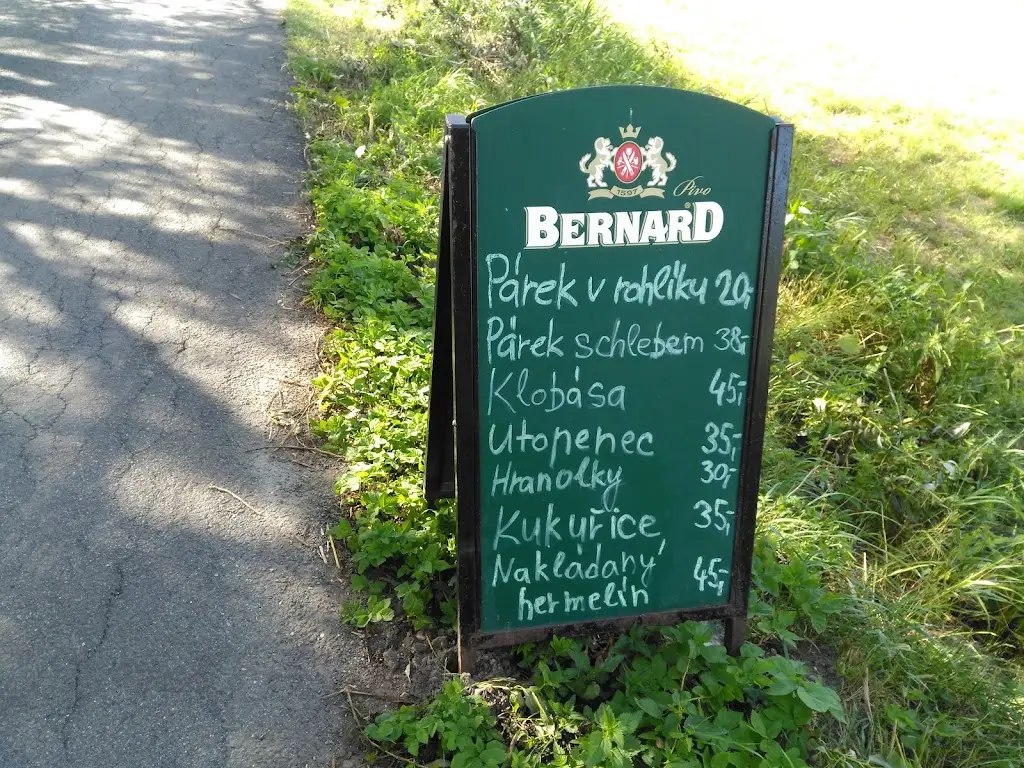 1597
Pivo
BERNARD
Párek v rohlíku 20,-
Párek schlebem 38,-
Klobása 45,-
Utopenec 35,-
Hranolky 30,-
Kukuřice 35,-
Nakládaný
hermelín 45,-